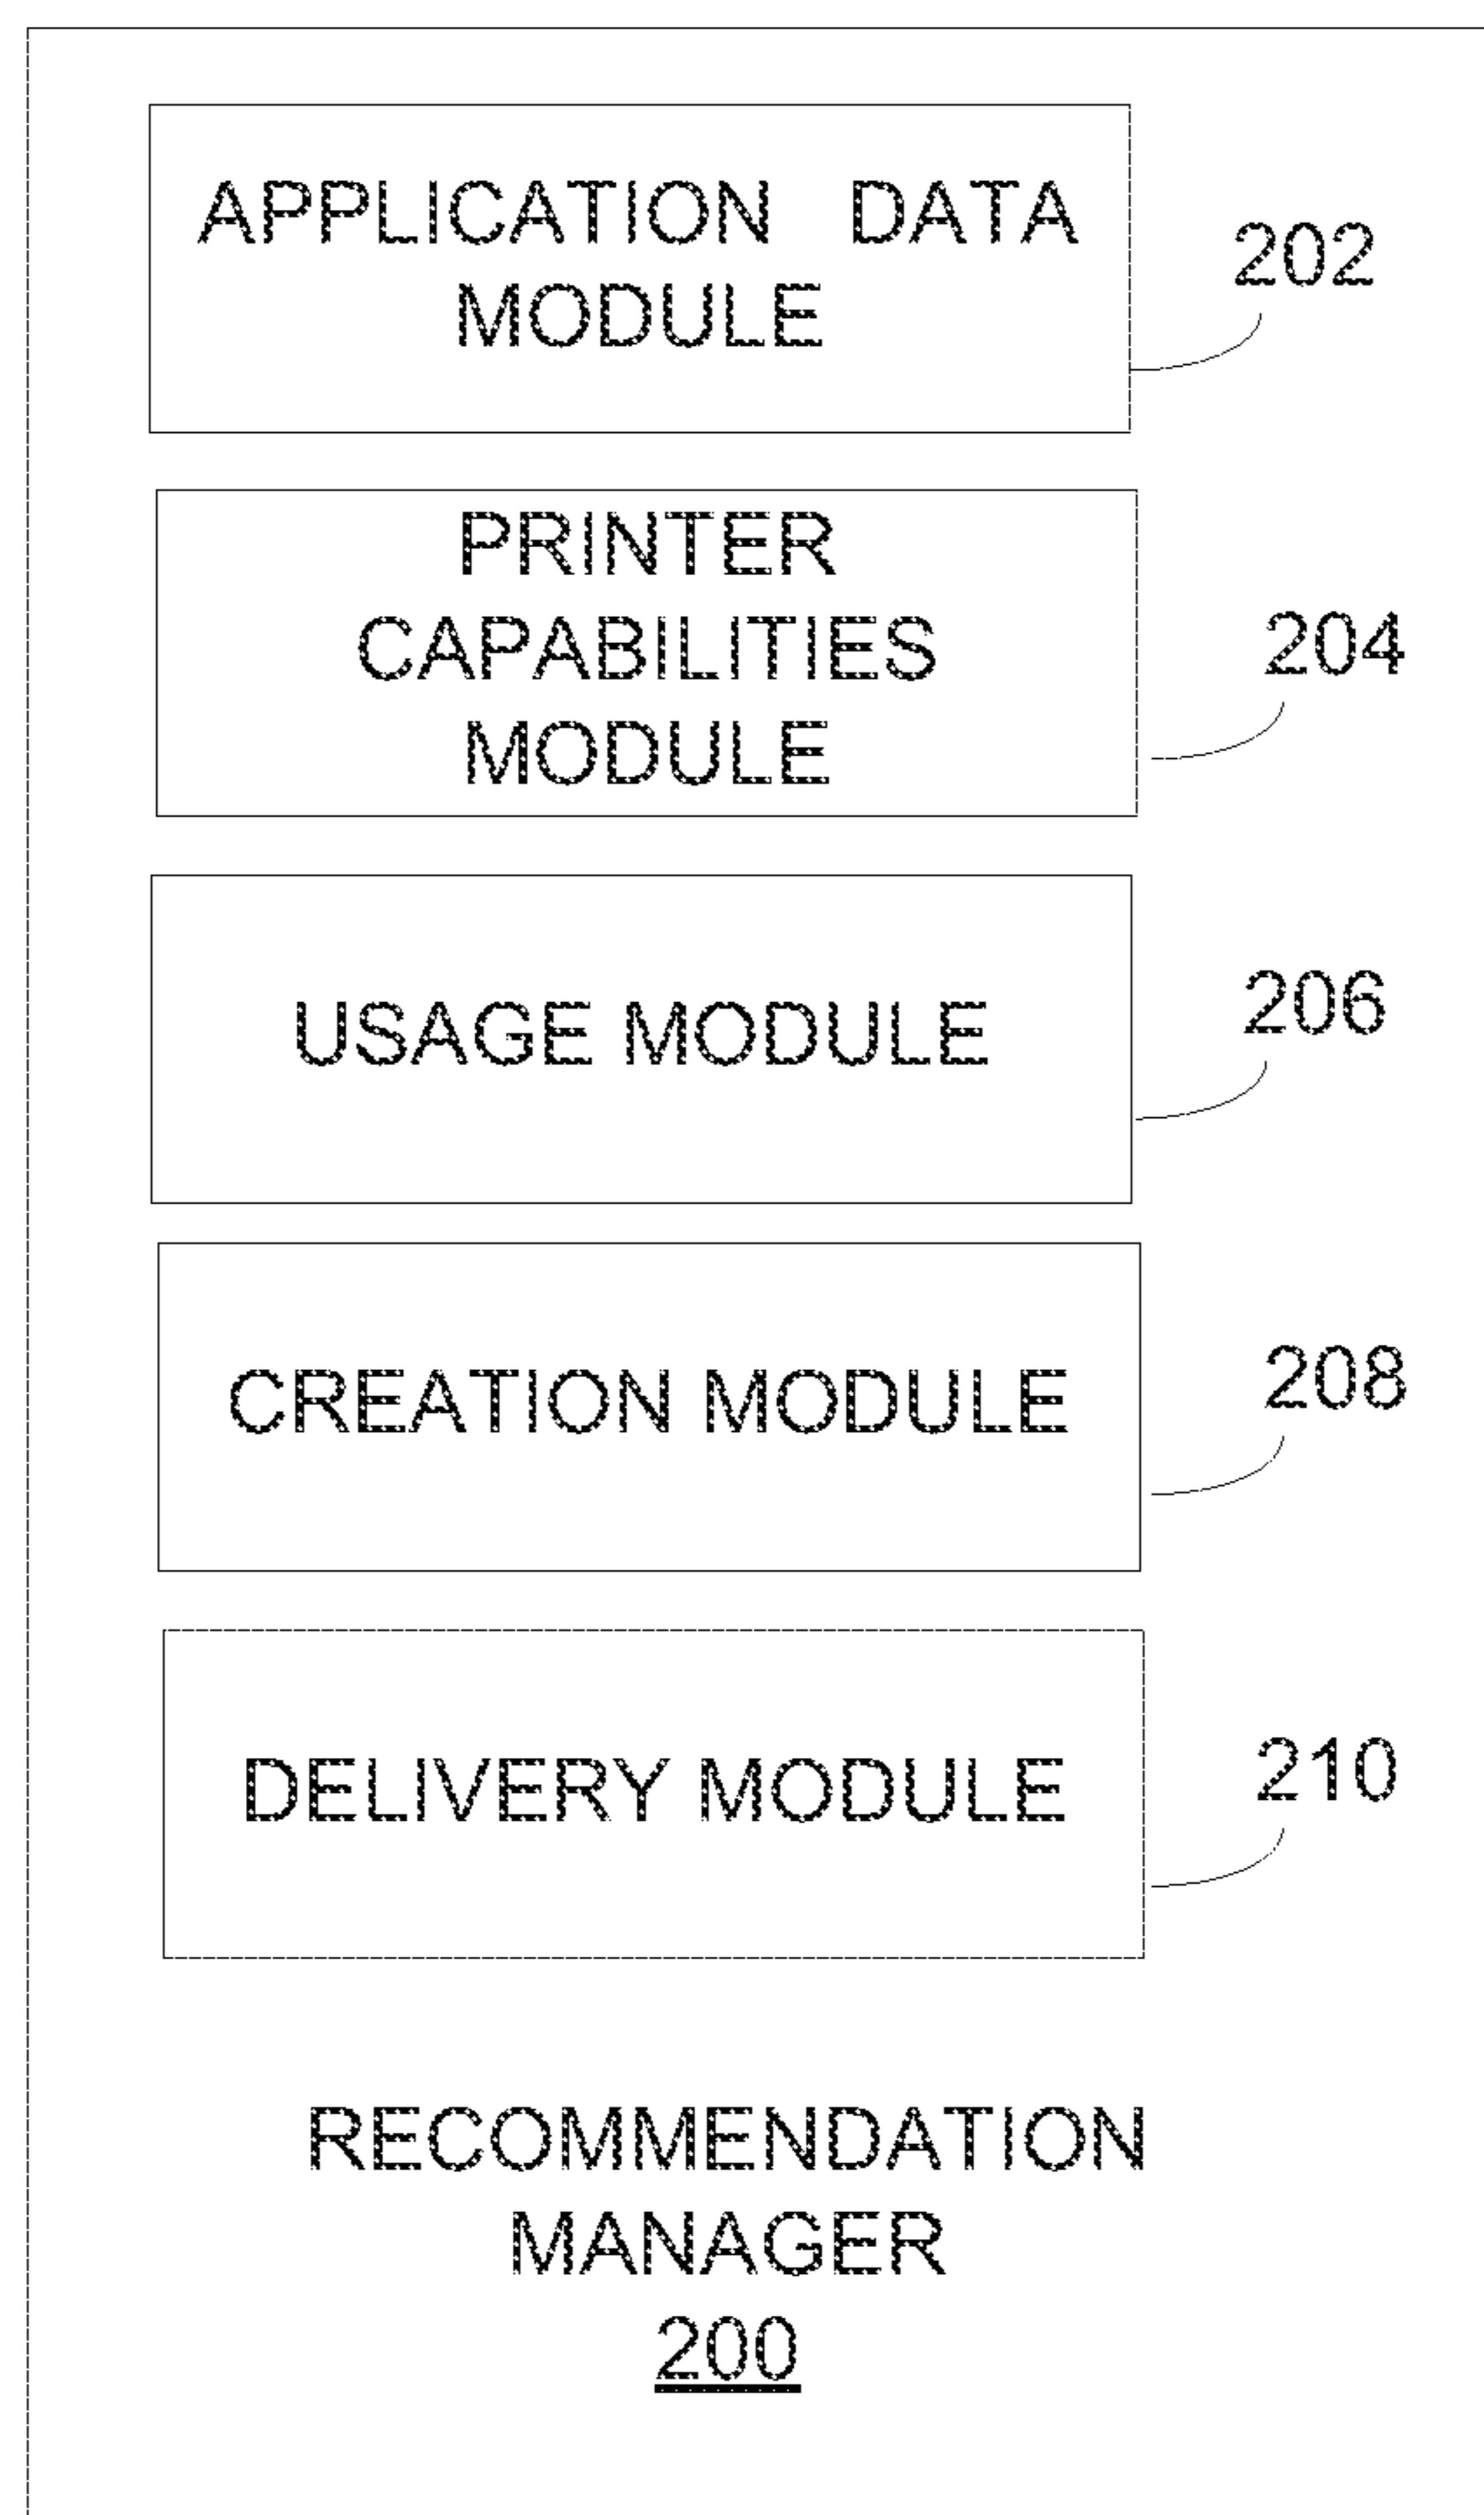 APPLICATION DATA
MODULE
202
PRINTER
CAPABILITIES
MODULE
204
USAGE MODULE
206
CREATION MODULE
208
DELIVERY MODULE
210
RECOMMENDATION
MANAGER
200